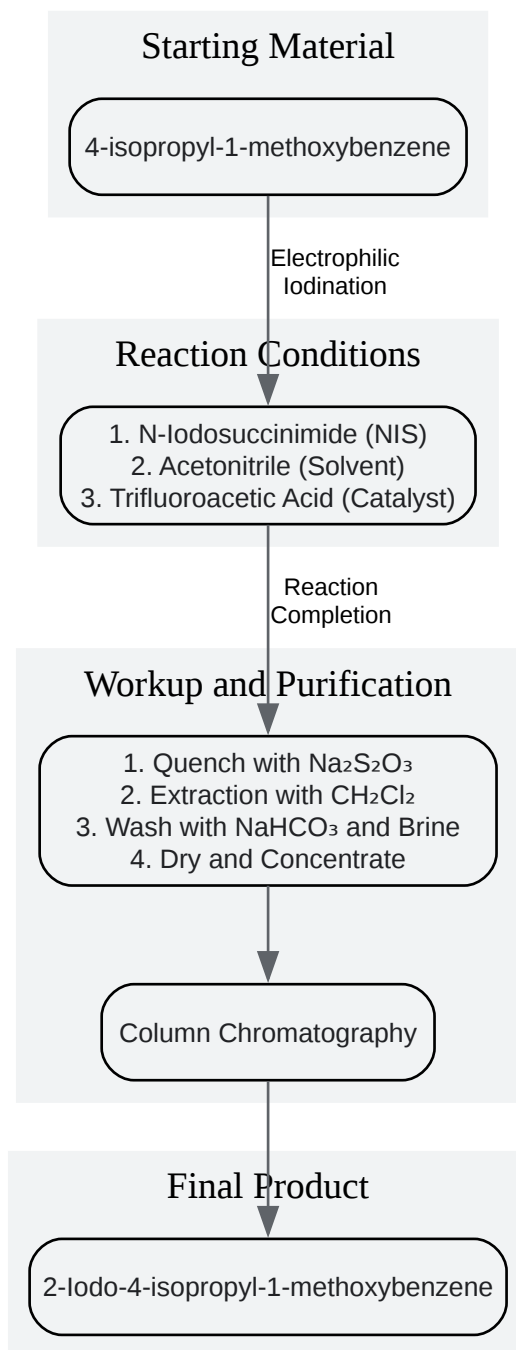 Starting Material
4-isopropyl-1-methoxybenzene
Electrophilic
Iodination
Reaction Conditions
1. N-Iodosuccinimide (NIS)
2. Acetonitrile (Solvent)
3. Trifluoroacetic Acid (Catalyst)
Reaction
Completion
Workup and Purification
1. Quench with Na₂S₂O₃
2. Extraction with CH₂Cl₂
3. Wash with NaHCO₃ and Brine
4. Dry and Concentrate
Column Chromatography
Final Product
2-Iodo-4-isopropyl-1-methoxybenzene